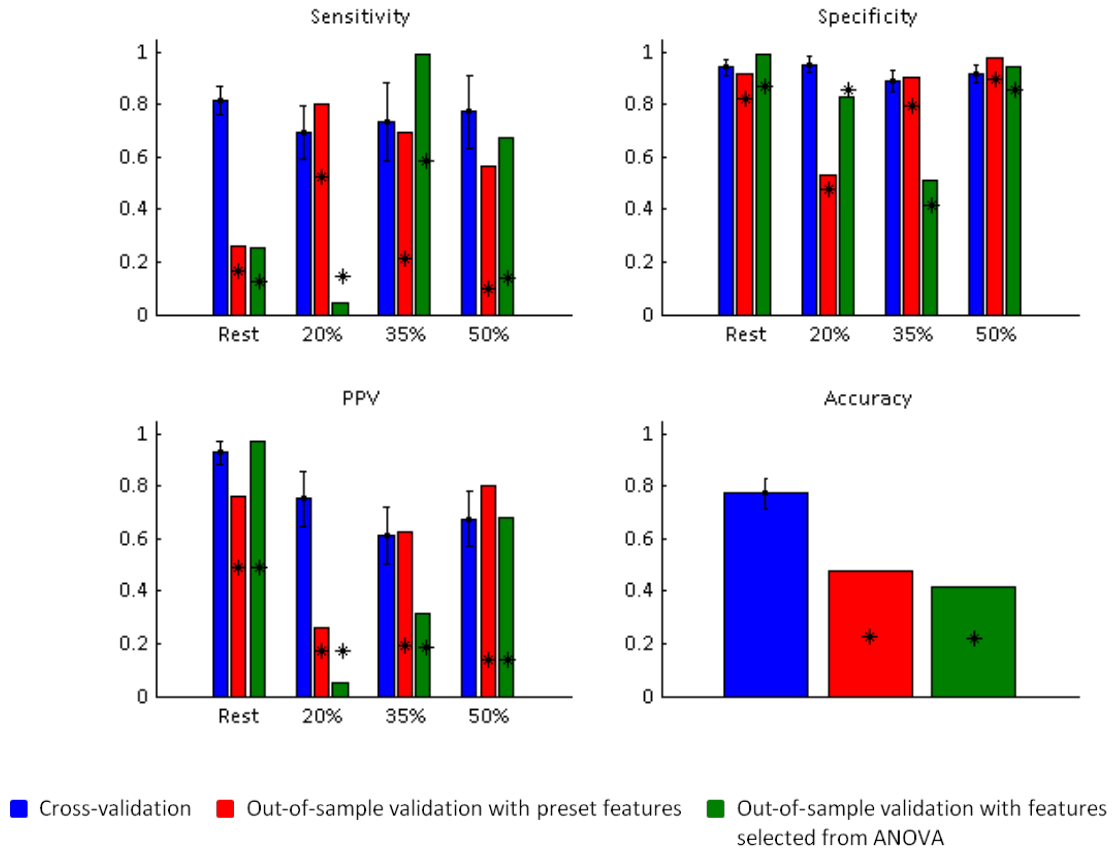 Sensitivity
1
0.8
0.6
0.4
0.2
0
Rest 20% 35% 50%
Specificity
1
0.8
0.6
0.4
0.2
0
Rest 20% 35% 50%
PPV
1
0.8
0.6
0.4
0.2
0
Rest 20% 35% 50%
Accuracy
1
0.8
0.6
0.4
0.2
0
Cross-validation
Out-of-sample validation with preset features
Out-of-sample validation with features
selected from ANOVA